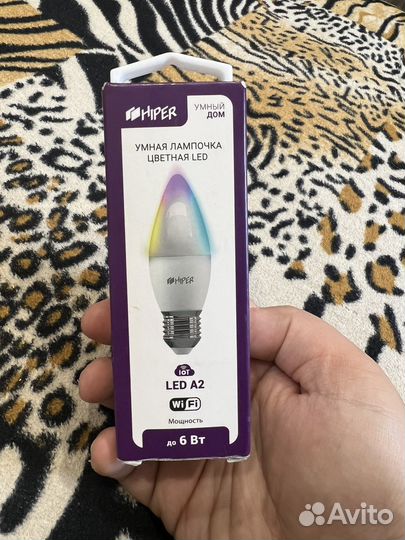 HIPER
УМНЫЙ
ДОМ
УМНАЯ ЛАМПОЧКА
ЦВЕТНАЯ LED
HIPER
IoT
LED A2
WiFi
Мощность
до 6 Вт
Avito